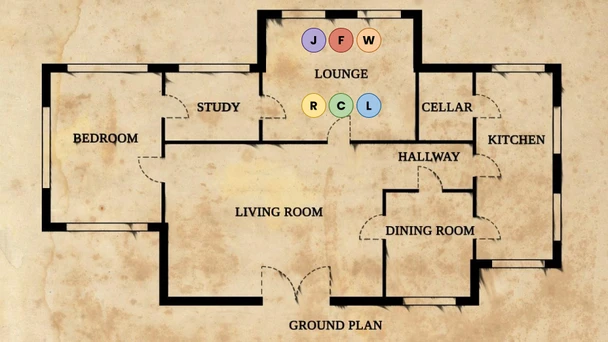 J F W
LOUNGE
STUDY
R C L
CELLAR
BEDROOM
KITCHEN
HALLWAY
LIVING ROOM
DINING ROOM
GROUND PLAN